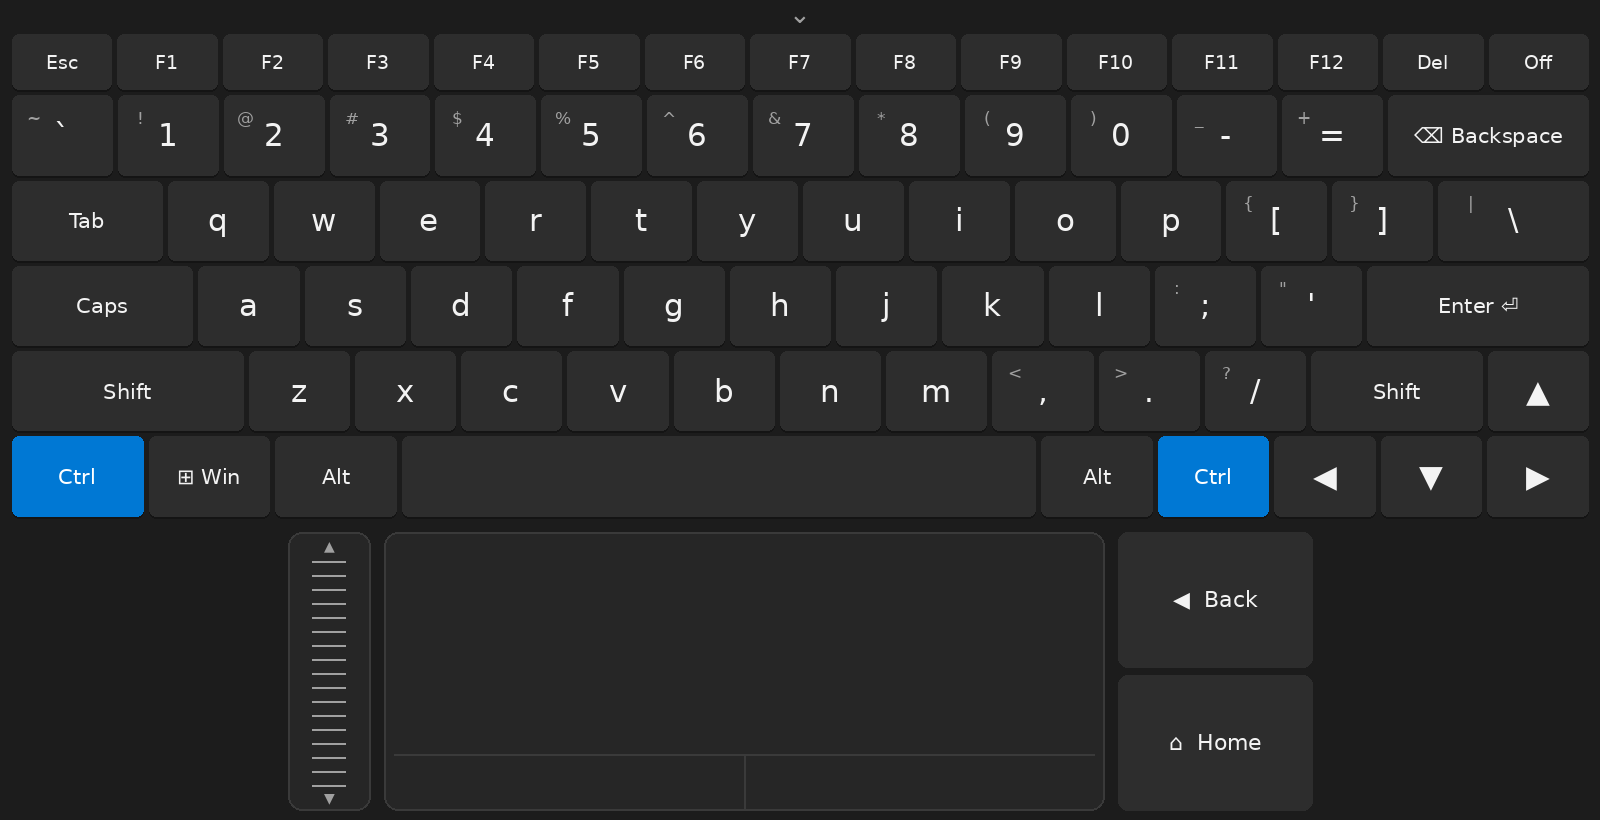 ⌄
Esc F1 F2 F3 F4 F5 F6 F7 F8 F9 F10 F11 F12 Del Off
~ ` ! 1 @ 2 # 3 $ 4 % 5 ^ 6 & 7 * 8 ( 9 ) 0 _ - + = ⌫ Backspace
Tab q w e r t y u i o p { [ } ] | \
Caps a s d f g h j k l : ; " ' Enter ⏎
Shift z x c v b n m < , > . ? / Shift ▲
Ctrl ⊞ Win Alt Alt Ctrl ◀ ▼ ▶
▲
◀ Back
⌂ Home
▼